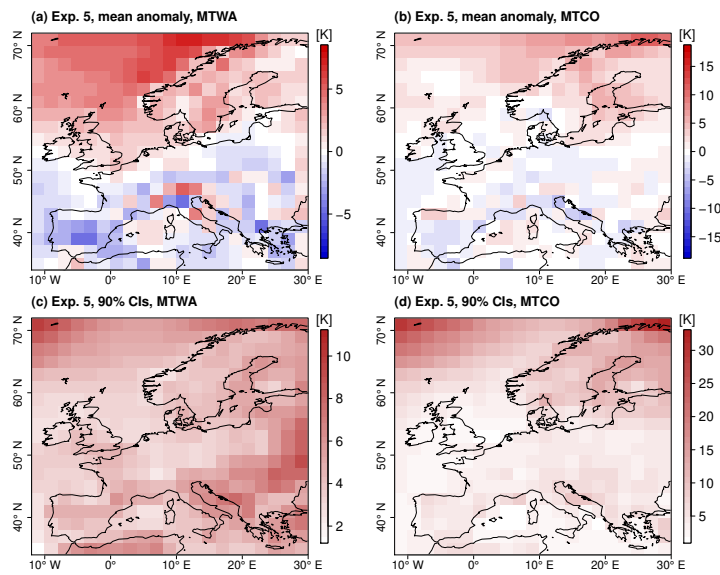 (a) Exp. 5, mean anomaly, MTWA
[K]
70° N
60° N
50° N
40° N
5
0
−5
10° W
0°
10° E
20° E
30° E
(b) Exp. 5, mean anomaly, MTCO
[K]
70° N
60° N
50° N
40° N
15
10
5
0
−5
−10
−15
10° W
0°
10° E
20° E
30° E
(c) Exp. 5, 90% CIs, MTWA
[K]
70° N
60° N
50° N
40° N
10
8
6
4
2
10° W
0°
10° E
20° E
30° E
(d) Exp. 5, 90% CIs, MTCO
[K]
70° N
60° N
50° N
40° N
30
25
20
15
10
5
10° W
0°
10° E
20° E
30° E